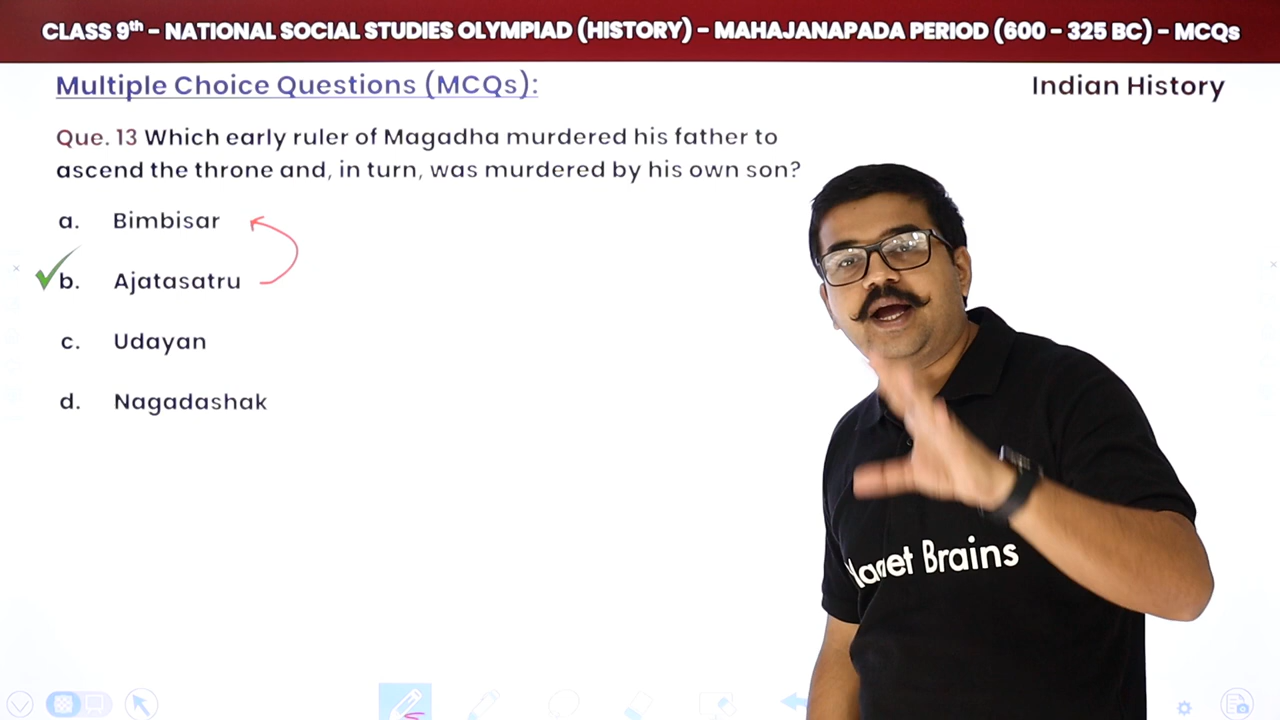 CLASS 9th – NATIONAL SOCIAL STUDIES OLYMPIAD (HISTORY) – MAHAJANAPADA PERIOD (600 – 325 BC) – MCQs
Multiple Choice Questions (MCQs):
Indian History
Que. 13 Which early ruler of Magadha murdered his father to
ascend the throne and, in turn, was murdered by his own son?
a. Bimbisar
b. Ajatasatru
c. Udayan
d. Nagadashak
Brains